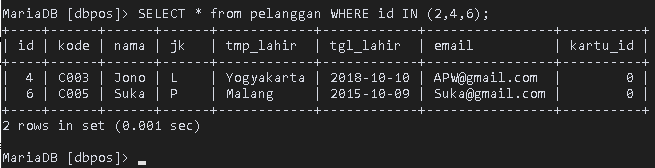 MariaDB [dbpos]> SELECT * from pelanggan WHERE id IN (2,4,6);
+----+------+------+----+------------+------------+----------------+----------+
| id | kode | nama | jk | tmp_lahir | tgl_lahir | email | kartu_id |
+----+------+------+----+------------+------------+----------------+----------+
| 4 | C003 | Jono | L | Yogyakarta | 2018-10-10 | APW@gmail.com | 0 |
| 6 | C005 | Suka | P | Malang | 2015-10-09 | Suka@gmail.com | 0 |
+----+------+------+----+------------+------------+----------------+----------+
2 rows in set (0.001 sec)
MariaDB [dbpos]> _